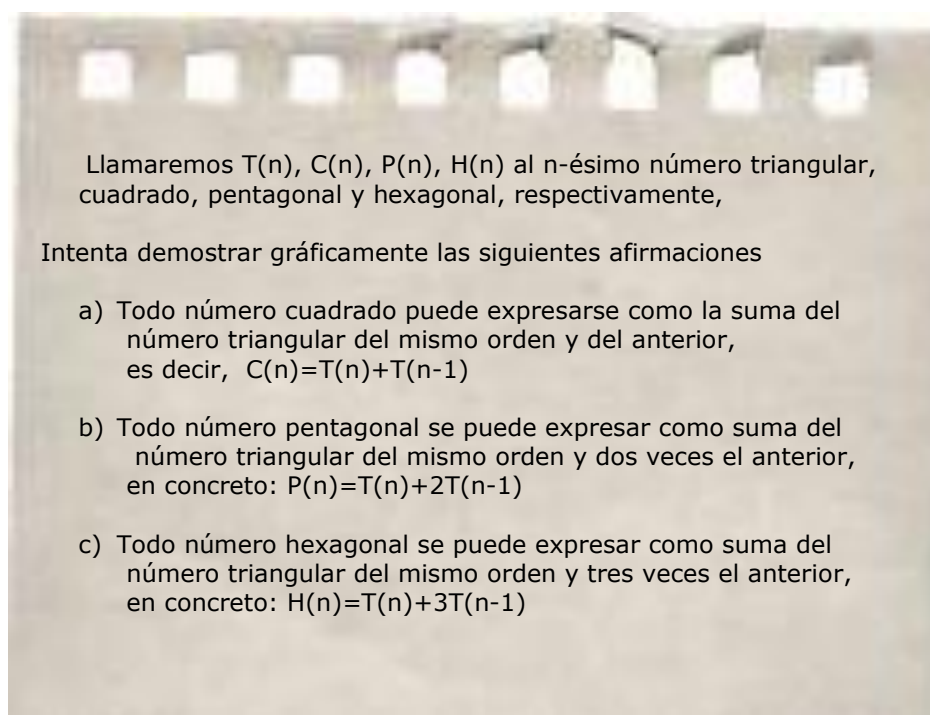 Llamaremos T(n), C(n), P(n), H(n) al n-ésimo número triangular,
cuadrado, pentagonal y hexagonal, respectivamente,
Intenta demostrar gráficamente las siguientes afirmaciones
a) Todo número cuadrado puede expresarse como la suma del
número triangular del mismo orden y del anterior,
es decir, C(n)=T(n)+T(n-1)
b) Todo número pentagonal se puede expresar como suma del
número triangular del mismo orden y dos veces el anterior,
en concreto: P(n)=T(n)+2T(n-1)
c) Todo número hexagonal se puede expresar como suma del
número triangular del mismo orden y tres veces el anterior,
en concreto: H(n)=T(n)+3T(n-1)